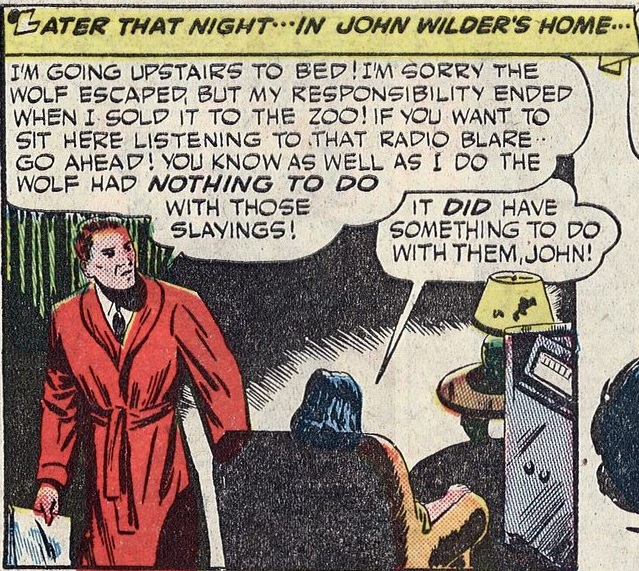 LATER THAT NIGHT...IN JOHN WILDER'S HOME...
I'M GOING UPSTAIRS TO BED! I'M SORRY THE
WOLF ESCAPED, BUT MY RESPONSIBILITY ENDED
WHEN I SOLD IT TO THE ZOO! IF YOU WANT TO
SIT HERE LISTENING TO THAT RADIO BLARE..
GO AHEAD! YOU KNOW AS WELL AS I DO THE
WOLF HAD NOTHING TO DO
WITH THOSE
SLAYINGS!
IT DID HAVE
SOMETHING TO DO
WITH THEM, JOHN!